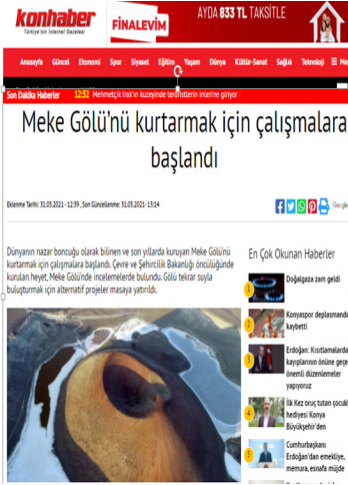 konhaber
Türkiye'nin İnternet Gazetesi
FİNALEVİM
AYDA 833 TL TAKSİTLE
Anasayfa Güncel Ekonomi Spor Siyaset Eğitim Yaşam Dünya Kültür-Sanat Sağlık Teknoloji
Son Dakika Haberler 12:52 Mehmetçik Irak'ın kuzeyinde teröristlerin inlerine giriyor
Meke Gölü'nü kurtarmak için çalışmalara
başlandı
Eklenme Tarihi: 31.03.2021 - 12:59 , Son Güncellenme: 31.03.2021 - 13:14
Dünyanın nazar boncuğu olarak bilinen ve son yıllarda kuruyan Meke Gölü'nü
kurtarmak için çalışmalara başlandı. Çevre ve Şehircilik Bakanlığı öncülüğünde
kurulan heyet, Meke Gölü'nde incelemelerde bulundu. Gölü tekrar suyla
buluşturmak için alternatif projeler masaya yatırıldı.
En Çok Okunan Haberler
1 Doğalgaza zam geldi
2 Konyaspor deplasmanda
kaybetti
3 Erdoğan: Kısıtlamalarda
kayıplarının önüne geçe
önemli düzenlemeler
yapıyoruz
4 İlk Kez oruç tutan çocukl
hediyesi Konya
Büyükşehir'den
5 Cumhurbaşkanı
Erdoğan'dan emekliye,
memura, esnafa müjde